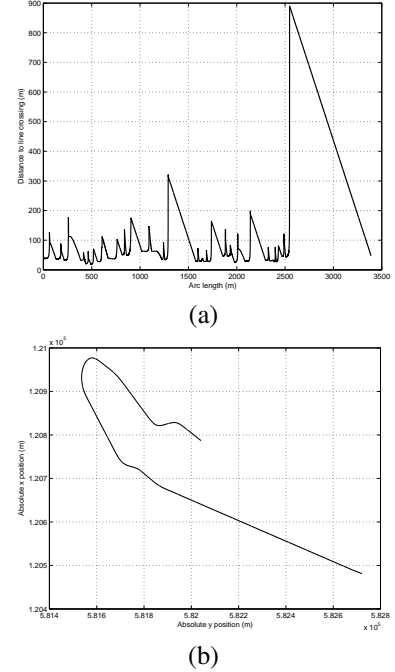 900
800
700
600
500
400
300
200
100
0
Distance to line crossing (m)
0 500 1000 1500 2000 2500 3000 3500
Arc length (m)
(a)
1.21 x 10⁵
1.209
1.208
1.207
1.206
1.205
1.204
Absolute x position (m)
5.814 5.816 5.818 5.82 5.822 5.824 5.826 5.828
Absolute y position (m)
x 10⁵
(b)